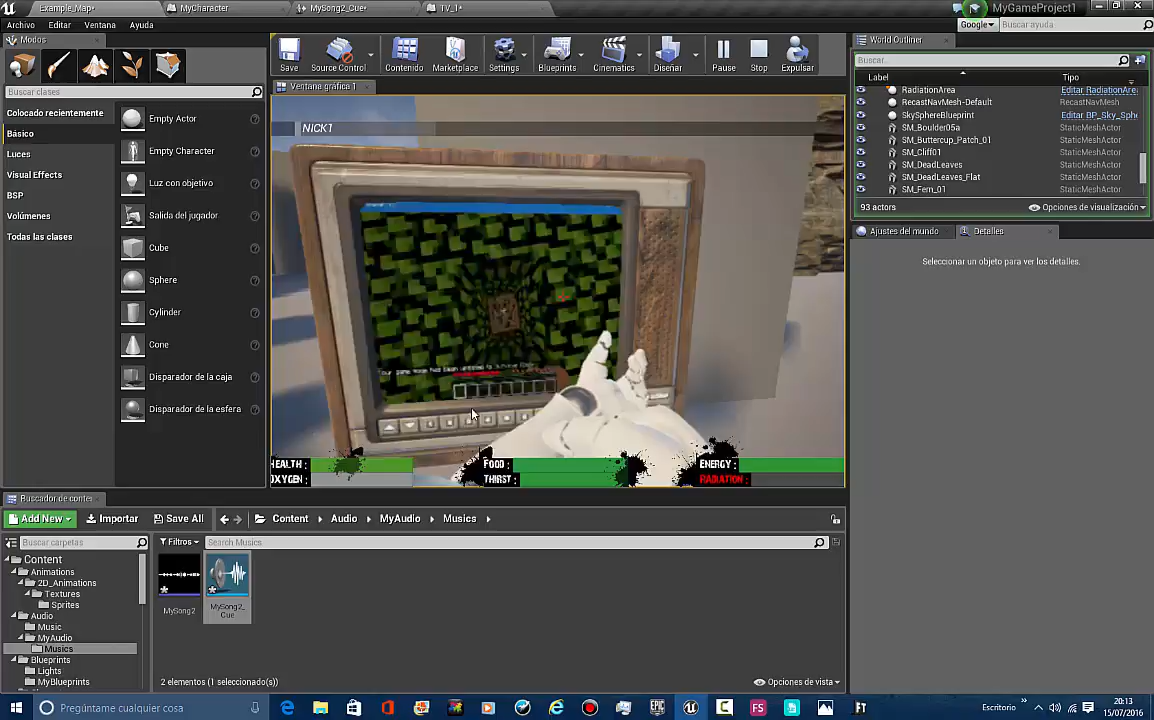 Example_Map*
MyCharacter
MySong2_Cue*
TV_1*
MyGameProject1
Archivo Editar Ventana Ayuda
Google
Buscar ayuda
Modos
Save
Source Control
Contenido
Marketplace
Settings
Blueprints
Cinematics
Diseñar
Pause
Stop
Expulsar
World Outliner
Buscar...
Label Tipo
RadiationArea Editar RadiationArea
RecastNavMesh-Default RecastNavMesh
SkySphereBlueprint Editar BP_Sky_Sphe
SM_Boulder05a StaticMeshActor
SM_Buttercup_Patch_01 StaticMeshActor
SM_Cliff01 StaticMeshActor
SM_DeadLeaves StaticMeshActor
SM_DeadLeaves_Flat StaticMeshActor
SM_Fern_01 StaticMeshActor
93 actors
Opciones de visualización
Buscar clases
Colocado recientemente
Básico
Luces
Visual Effects
BSP
Volúmenes
Todas las clases
Empty Actor
Empty Character
Luz con objetivo
Salida del jugador
Cube
Sphere
Cylinder
Cone
Disparador de la caja
Disparador de la esfera
Ventana gráfica 1
NICK1
HEALTH:
OXYGEN:
FOOD:
THIRST:
ENERGY:
RADIATION:
Ajustes del mundo
Detalles
Seleccionar un objeto para ver los detalles.
Buscador de conte
Add New
Importar
Save All
Content
Audio
MyAudio
Musics
Buscar carpetas
Filtros
Search Musics
Content
Animations
2D_Animations
Textures
Sprites
Audio
Music
MyAudio
Musics
Blueprints
Lights
MyBlueprints
MySong2
MySong2_
Cue
2 elementos (1 seleccionado(s))
Opciones de vista
Pregúntame cualquier cosa
Escritorio
20:13
15/07/2016